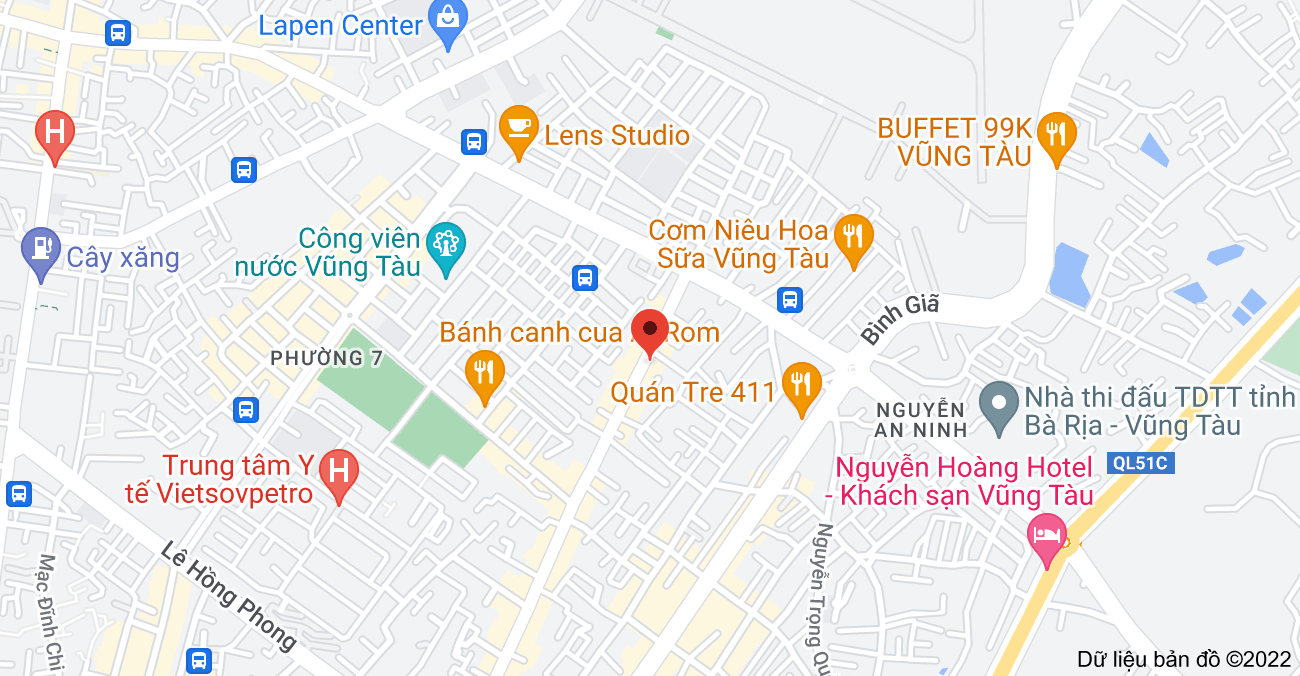 Lapen Center
H
Lens Studio
BUFFET 99K
VŨNG TÀU
Cơm Niêu Hoa
Sữa Vũng Tàu
Công viên
nước Vũng Tàu
Cây xăng
Bình Giã
Bánh canh cua
Rom
PHƯỜNG 7
Quán Tre 411
NGUYỄN
AN NINH
Nhà thi đấu TDTT tỉnh
Bà Rịa - Vũng Tàu
QL51C
Trung tâm Y
tế Vietsovpetro
H
Nguyễn Hoàng Hotel
- Khách sạn Vũng Tàu
Lê Hồng Phong
Mạc Đĩnh Chi
Nguyễn Trọng Qu
Dữ liệu bản đồ ©2022